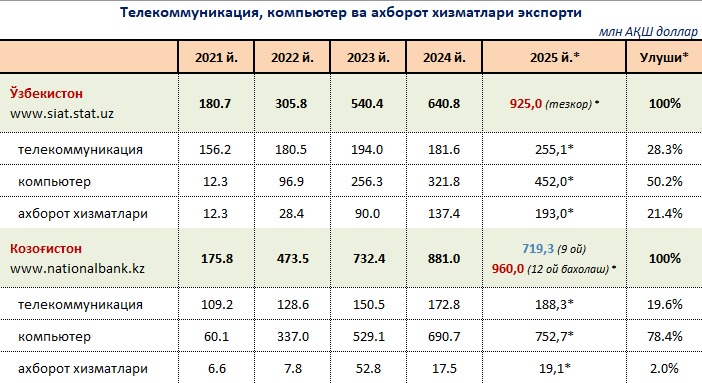 Телекоммуникация, компьютер ва ахборот хизматлари экспорти
млн АҚШ доллар
2021 й. 2022 й. 2023 й. 2024 й. 2025 й.* Улуши*
Ўзбекистон
www.siat.stat.uz 180.7 305.8 540.4 640.8 925,0 (тезкор) * 100%
телекоммуникация 156.2 180.5 194.0 181.6 255,1* 28.3%
компьютер 12.3 96.9 256.3 321.8 452,0* 50.2%
ахборот хизматлари 12.3 28.4 90.0 137.4 193,0* 21.4%
Козоғистон 719,3 (9 ой)
www.nationalbank.kz 175.8 473.5 732.4 881.0 960,0 (12 ой бахолаш) * 100%
телекоммуникация 109.2 128.6 150.5 172.8 188,3* 19.6%
компьютер 60.1 337.0 529.1 690.7 752,7* 78.4%
ахборот хизматлари 6.6 7.8 52.8 17.5 19,1* 2.0%